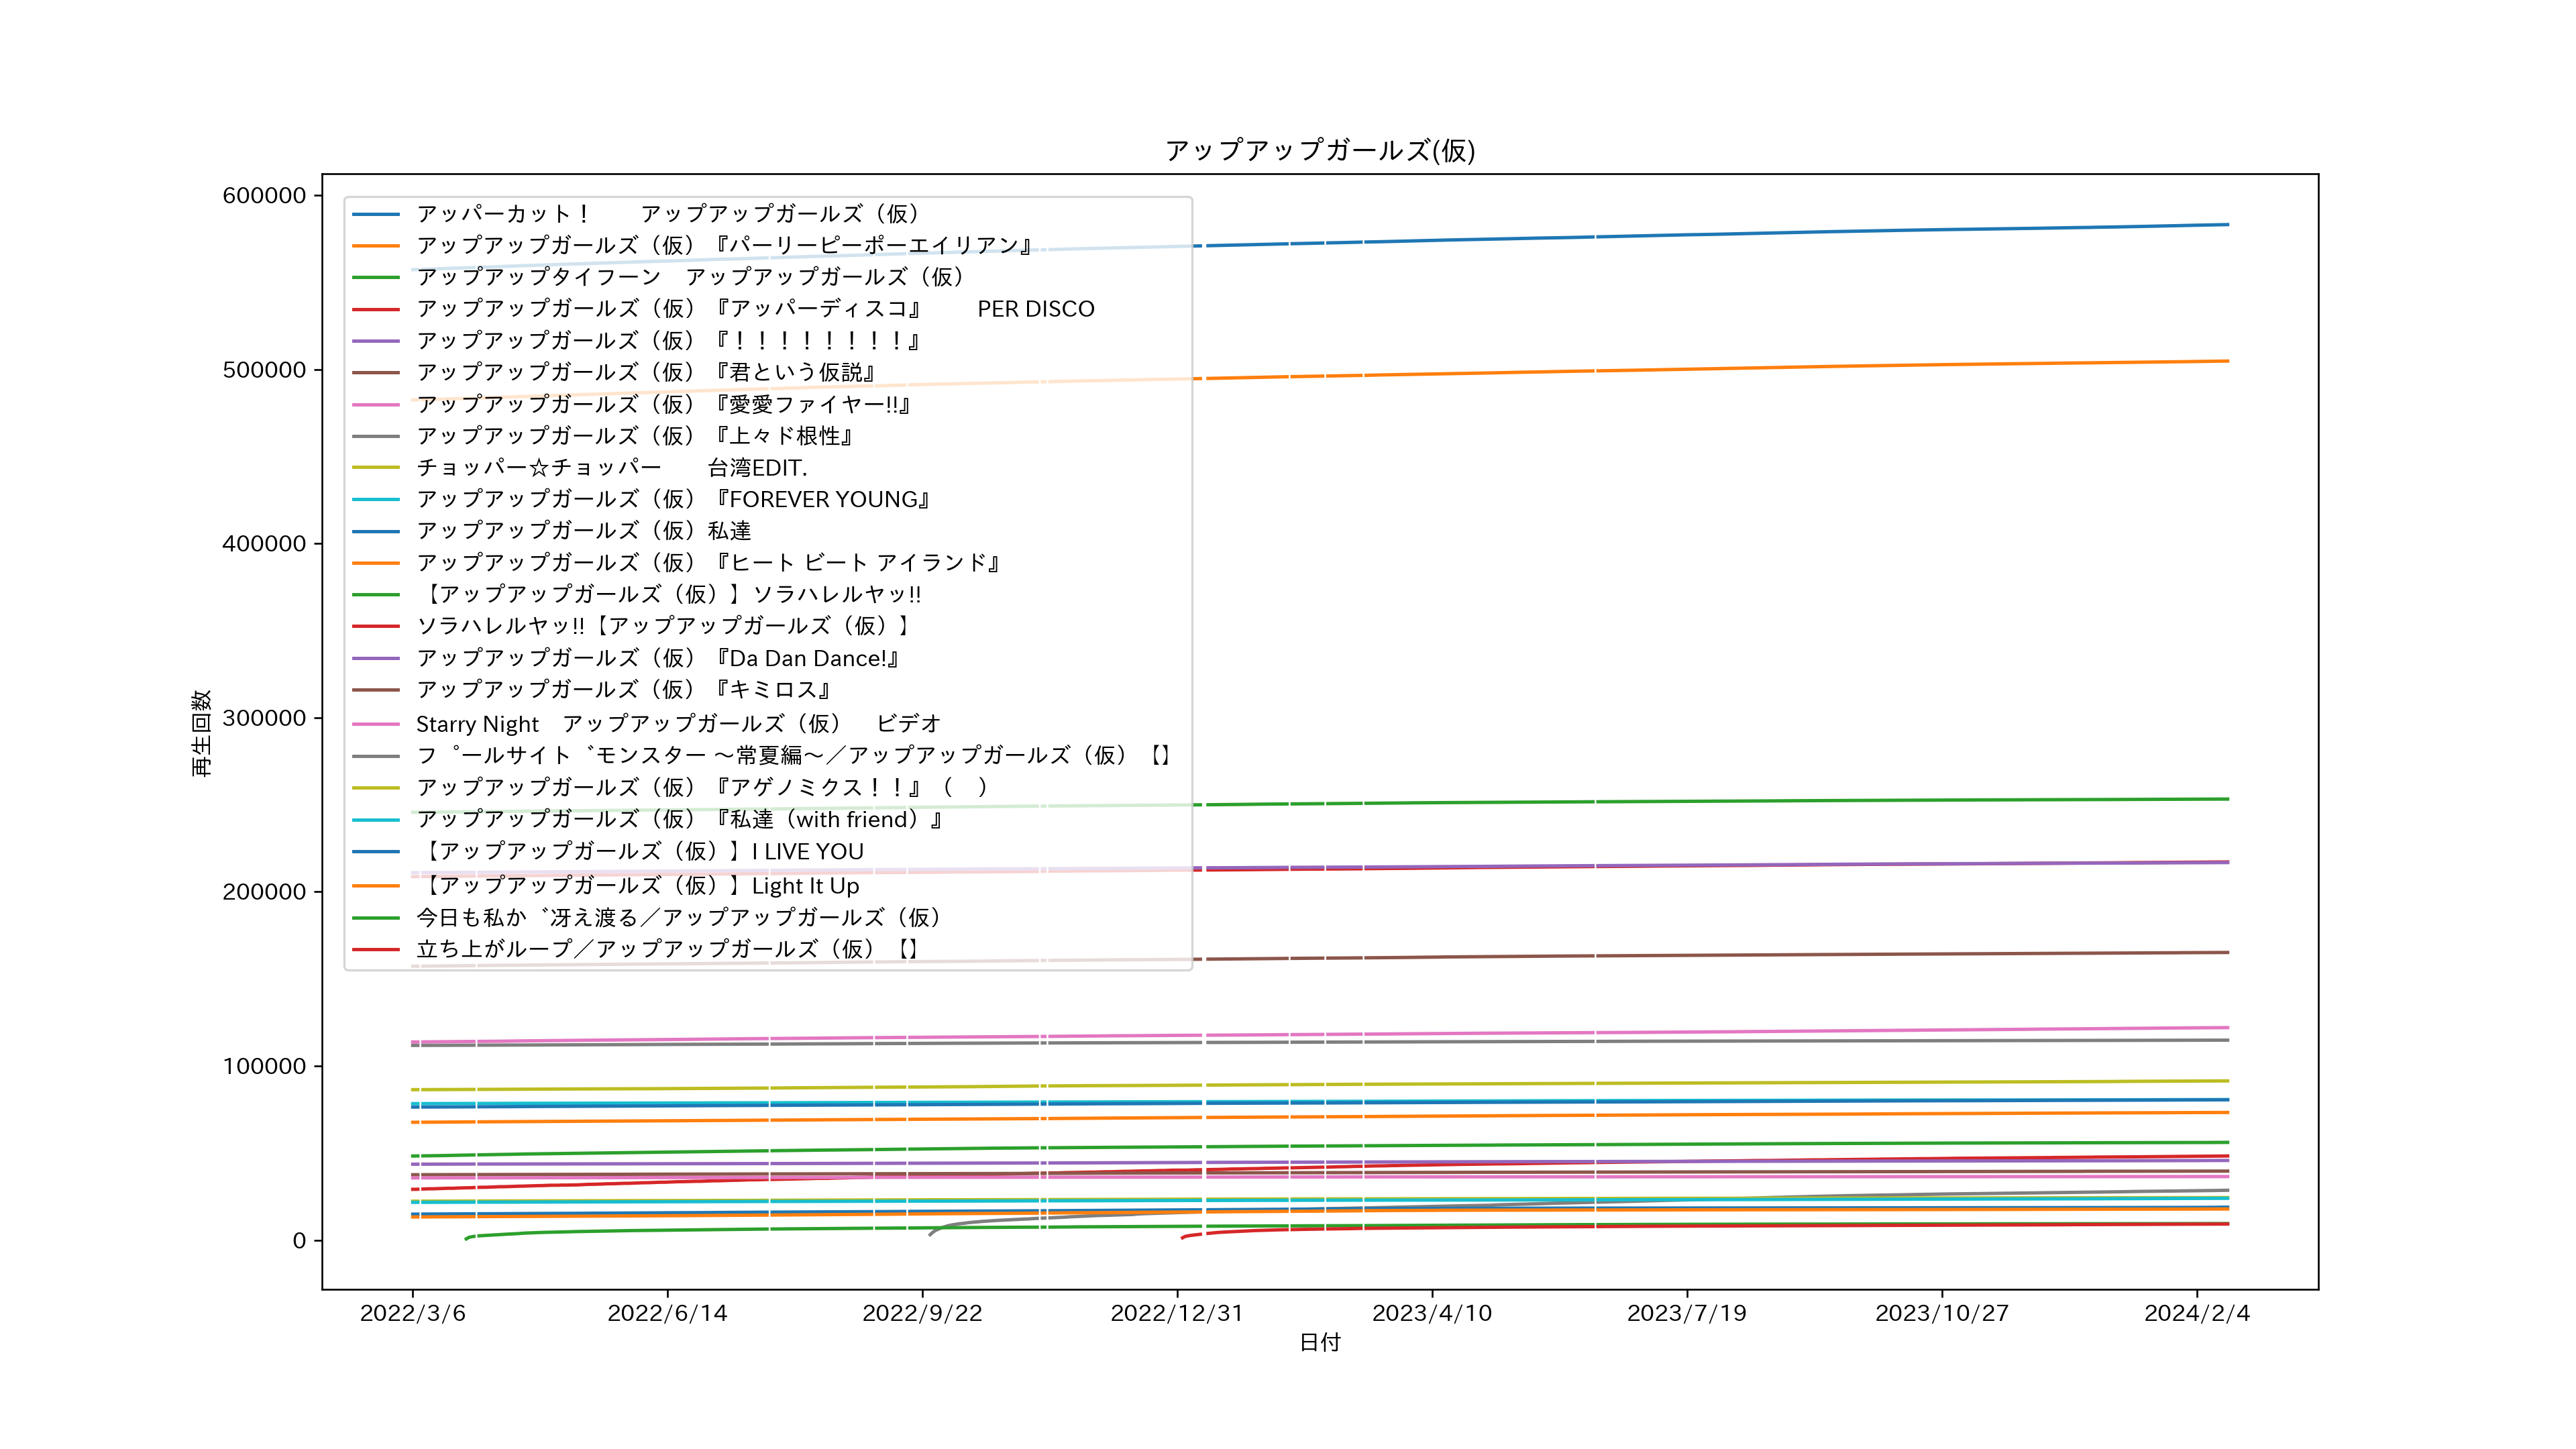 アップアップガールズ(仮)
600000
500000
400000
300000
200000
100000
0
再生回数
アッパーカット！　　アップアップガールズ（仮）
アップアップガールズ（仮）『パーリーピーポーエイリアン』
アップアップタイフーン　アップアップガールズ（仮）
アップアップガールズ（仮）『アッパーディスコ』　　PER DISCO
アップアップガールズ（仮）『！！！！！！！！』
アップアップガールズ（仮）『君という仮説』
アップアップガールズ（仮）『愛愛ファイヤー!!』
アップアップガールズ（仮）『上々ド根性』
チョッパー☆チョッパー　　台湾EDIT.
アップアップガールズ（仮）『FOREVER YOUNG』
アップアップガールズ（仮）私達
アップアップガールズ（仮）『ヒート ビート アイランド』
【アップアップガールズ（仮）】ソラハレルヤッ!!
ソラハレルヤッ!!【アップアップガールズ（仮）】
アップアップガールズ（仮）『Da Dan Dance!』
アップアップガールズ（仮）『キミロス』
Starry Night　アップアップガールズ（仮）　ビデオ
フ゜ールサイト゛モンスター ～常夏編～／アップアップガールズ（仮）【】
アップアップガールズ（仮）『アゲノミクス！！』（　）
アップアップガールズ（仮）『私達（with friend）』
【アップアップガールズ（仮）】I LIVE YOU
【アップアップガールズ（仮）】Light It Up
今日も私か゛冴え渡る／アップアップガールズ（仮）
立ち上がループ／アップアップガールズ（仮）【】
2022/3/6 2022/6/14 2022/9/22 2022/12/31 2023/4/10 2023/7/19 2023/10/27 2024/2/4
日付